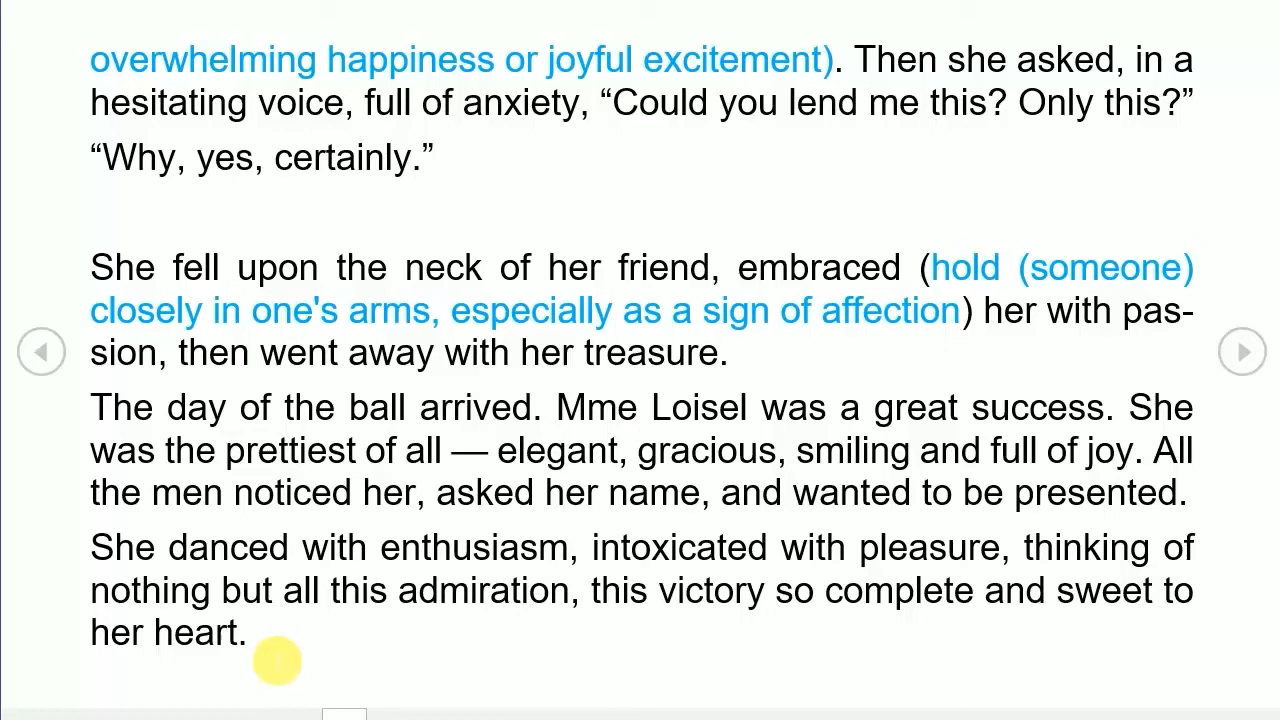 overwhelming happiness or joyful excitement). Then she asked, in a
hesitating voice, full of anxiety, “Could you lend me this? Only this?”
“Why, yes, certainly.”
She fell upon the neck of her friend, embraced (hold (someone)
closely in one's arms, especially as a sign of affection) her with pas-
sion, then went away with her treasure.
The day of the ball arrived. Mme Loisel was a great success. She
was the prettiest of all — elegant, gracious, smiling and full of joy. All
the men noticed her, asked her name, and wanted to be presented.
She danced with enthusiasm, intoxicated with pleasure, thinking of
nothing but all this admiration, this victory so complete and sweet to
her heart.